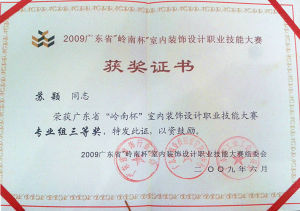 2009广东省“岭南杯”室内装饰设计职业技能大赛
获奖证书
苏颖 同志
荣获广东省“岭南杯”室内装饰设计职业技能大赛
专业组三等奖，特发此证，以资鼓励。
2009广东省“岭南杯”室内装饰设计职业技能大赛组委会
二〇〇九年六月